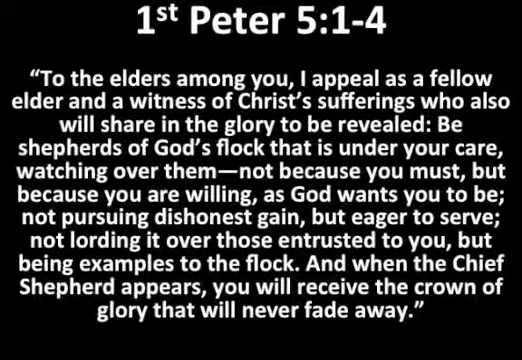 1st Peter 5:1-4
“To the elders among you, I appeal as a fellow
elder and a witness of Christ’s sufferings who also
will share in the glory to be revealed: Be
shepherds of God’s flock that is under your care,
watching over them—not because you must, but
because you are willing, as God wants you to be;
not pursuing dishonest gain, but eager to serve;
not lording it over those entrusted to you, but
being examples to the flock. And when the Chief
Shepherd appears, you will receive the crown of
glory that will never fade away.”